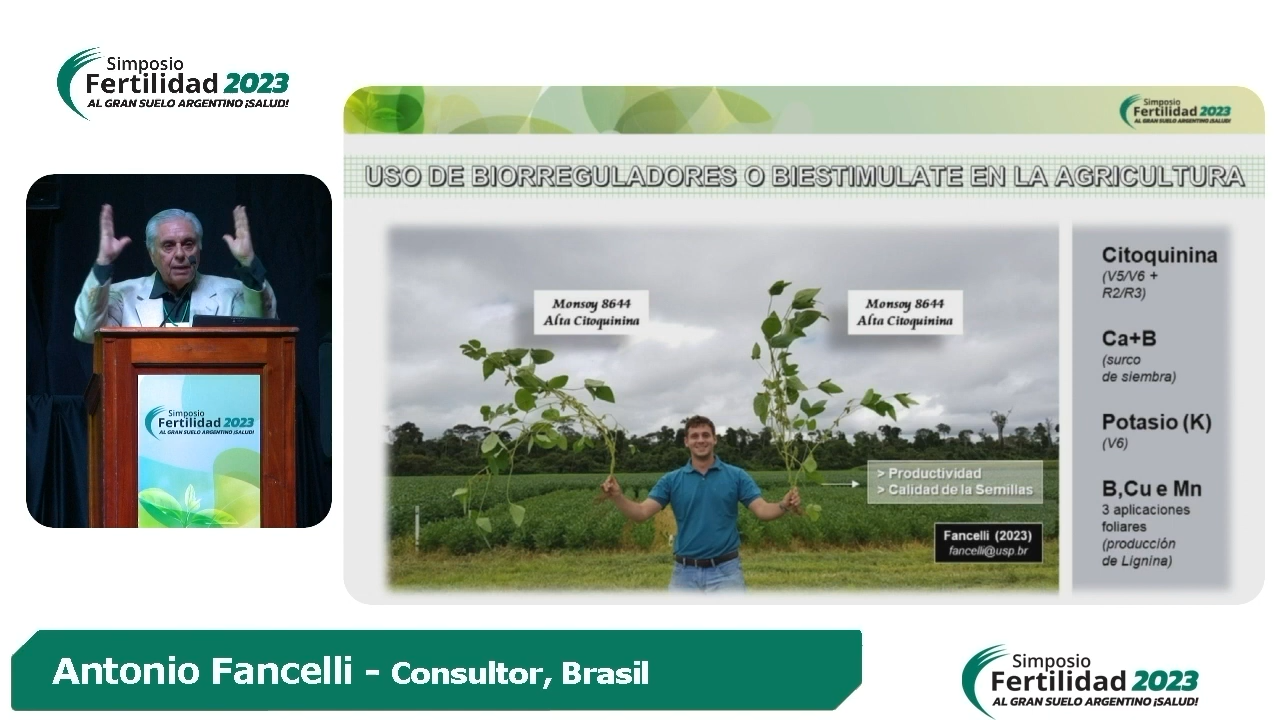 Simposio
Fertilidad 2023
AL GRAN SUELO ARGENTINO ¡SALUD!
Simposio
Fertilidad 2023
AL GRAN SUELO ARGENTINO ¡SALUD!
USO DE BIORREGULADORES O BIESTIMULATE EN LA AGRICULTURA
Monsoy 8644
Alta Citoquinina
Monsoy 8644
Alta Citoquinina
> Productividad
> Calidad de la Semillas
Fancelli (2023)
fancelli@usp.br
Citoquinina
(V5/V6 +
R2/R3)
Ca+B
(surco
de siembra)
Potasio (K)
(V6)
B,Cu e Mn
3 aplicaciones
foliares
(producción
de Lignina)
Simposio
Fertilidad 2023
AL GRAN SUELO ARGENTINO ¡SALUD!
Antonio Fancelli - Consultor, Brasil
Simposio
Fertilidad 2023
AL GRAN SUELO ARGENTINO ¡SALUD!